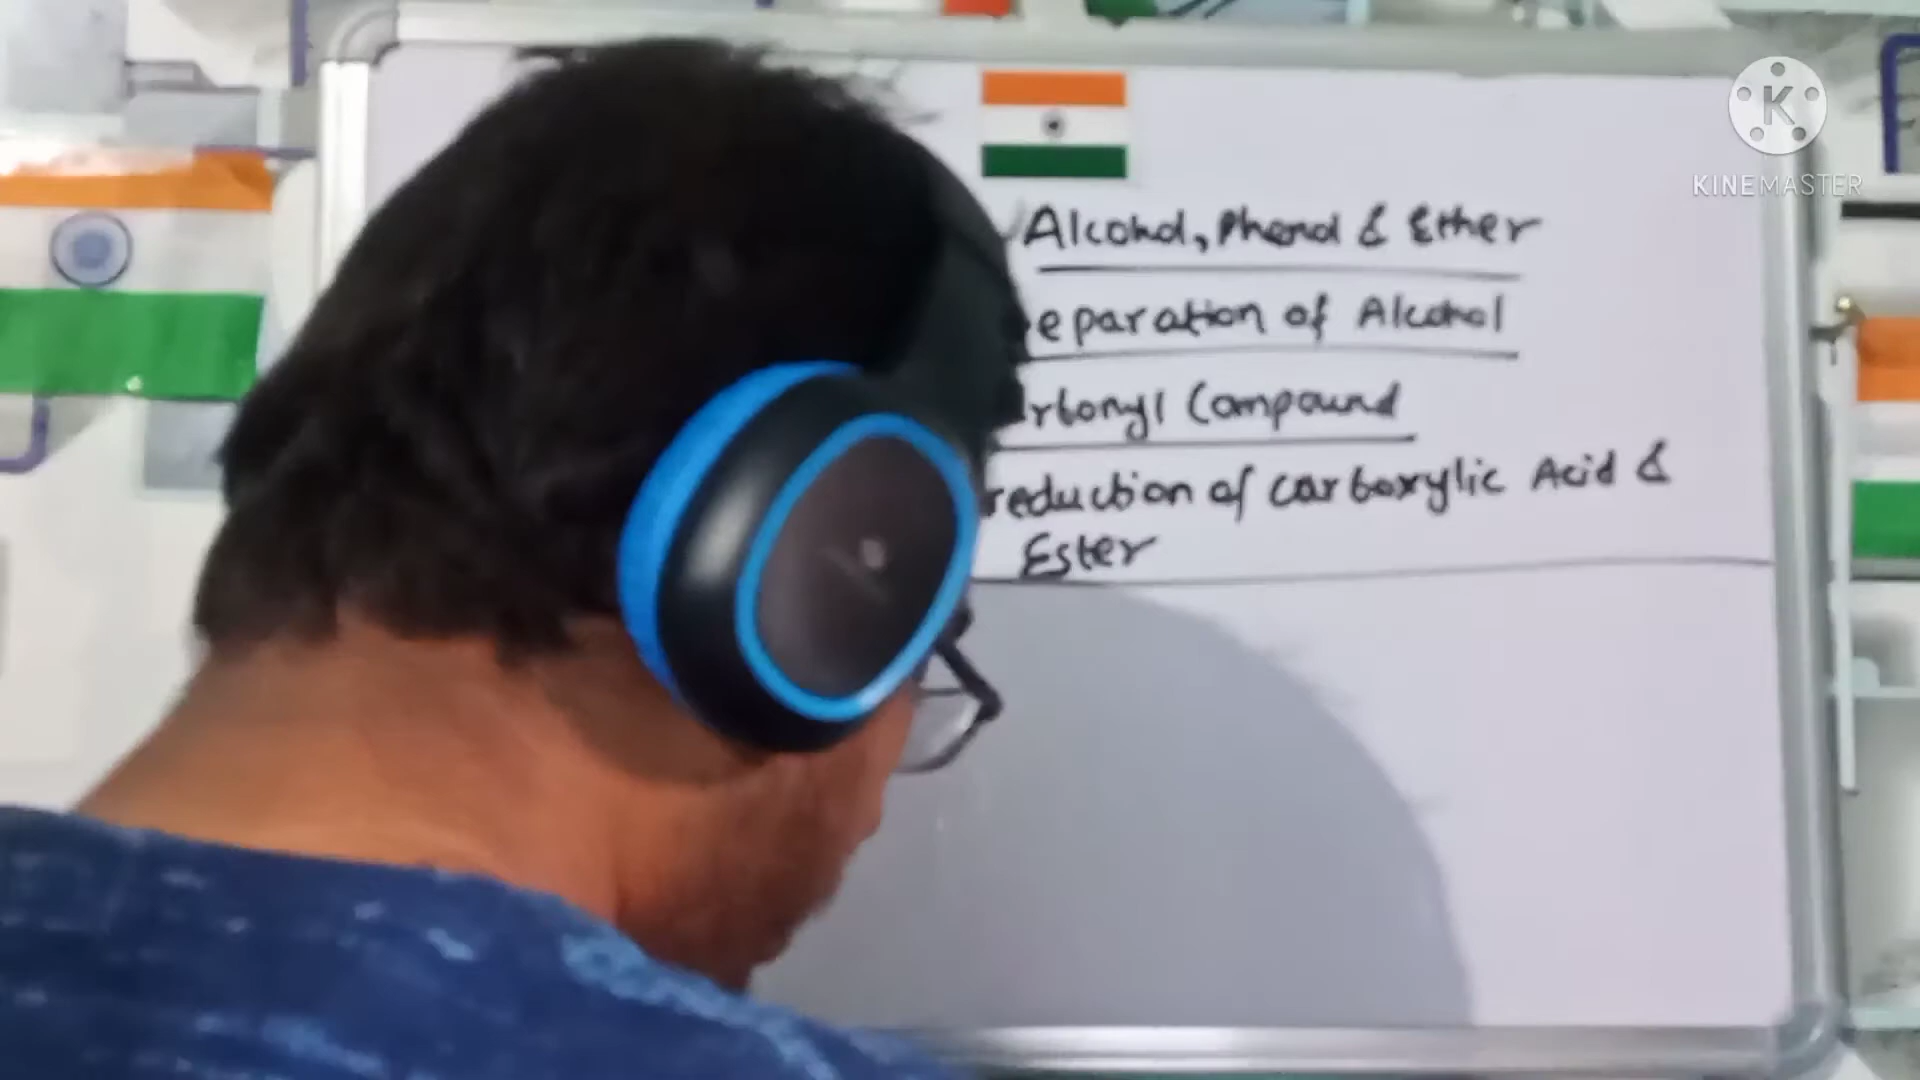 Alcohol, Phenol & Ether
eparation of Alcohol
rbonyl Compound
reduction of carboxylic Acid &
Ester
K
KINEMASTER